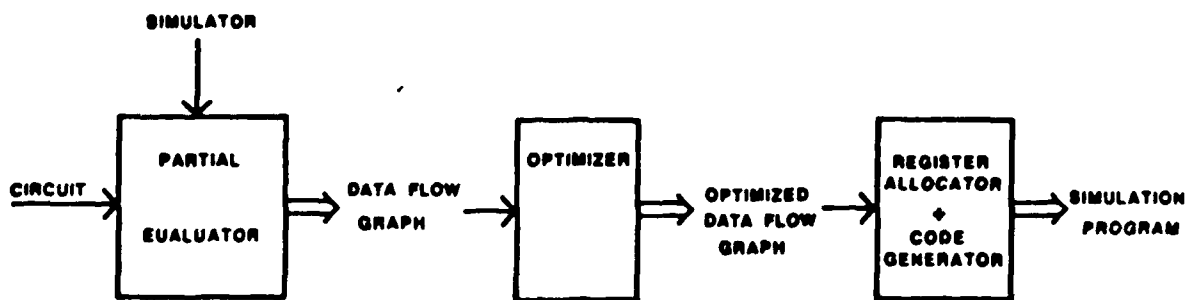 SIMULATOR
CIRCUIT
PARTIAL
EUALUATOR
DATA FLOW
GRAPH
OPTIMIZER
OPTIMIZED
DATA FLOW
GRAPH
REGISTER
ALLOCATOR
+
CODE
GENERATOR
SIMULATION
PROGRAM